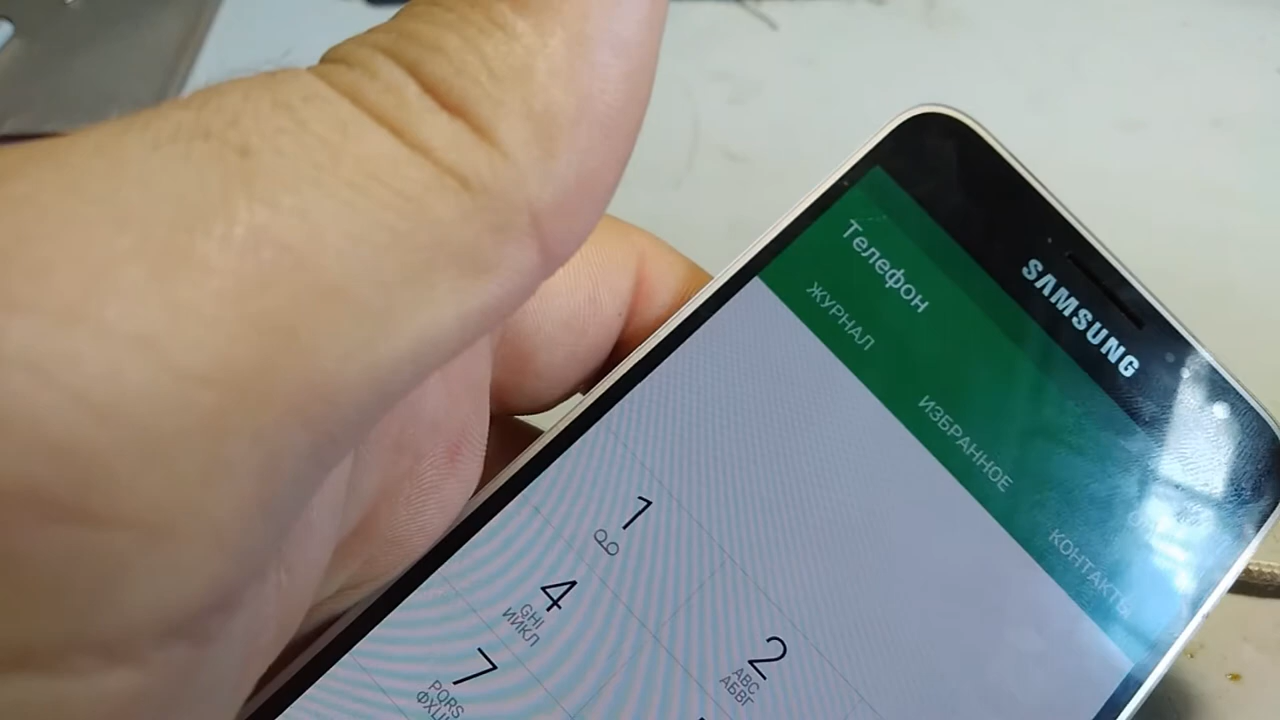 SAMSUNG
Телефон
ЖУРНАЛ
ИЗБРАННОЕ
КОНТАКТЫ
1
2
ABC
АБВГ
4
GHI
ИЙКЛ
7
PQRS